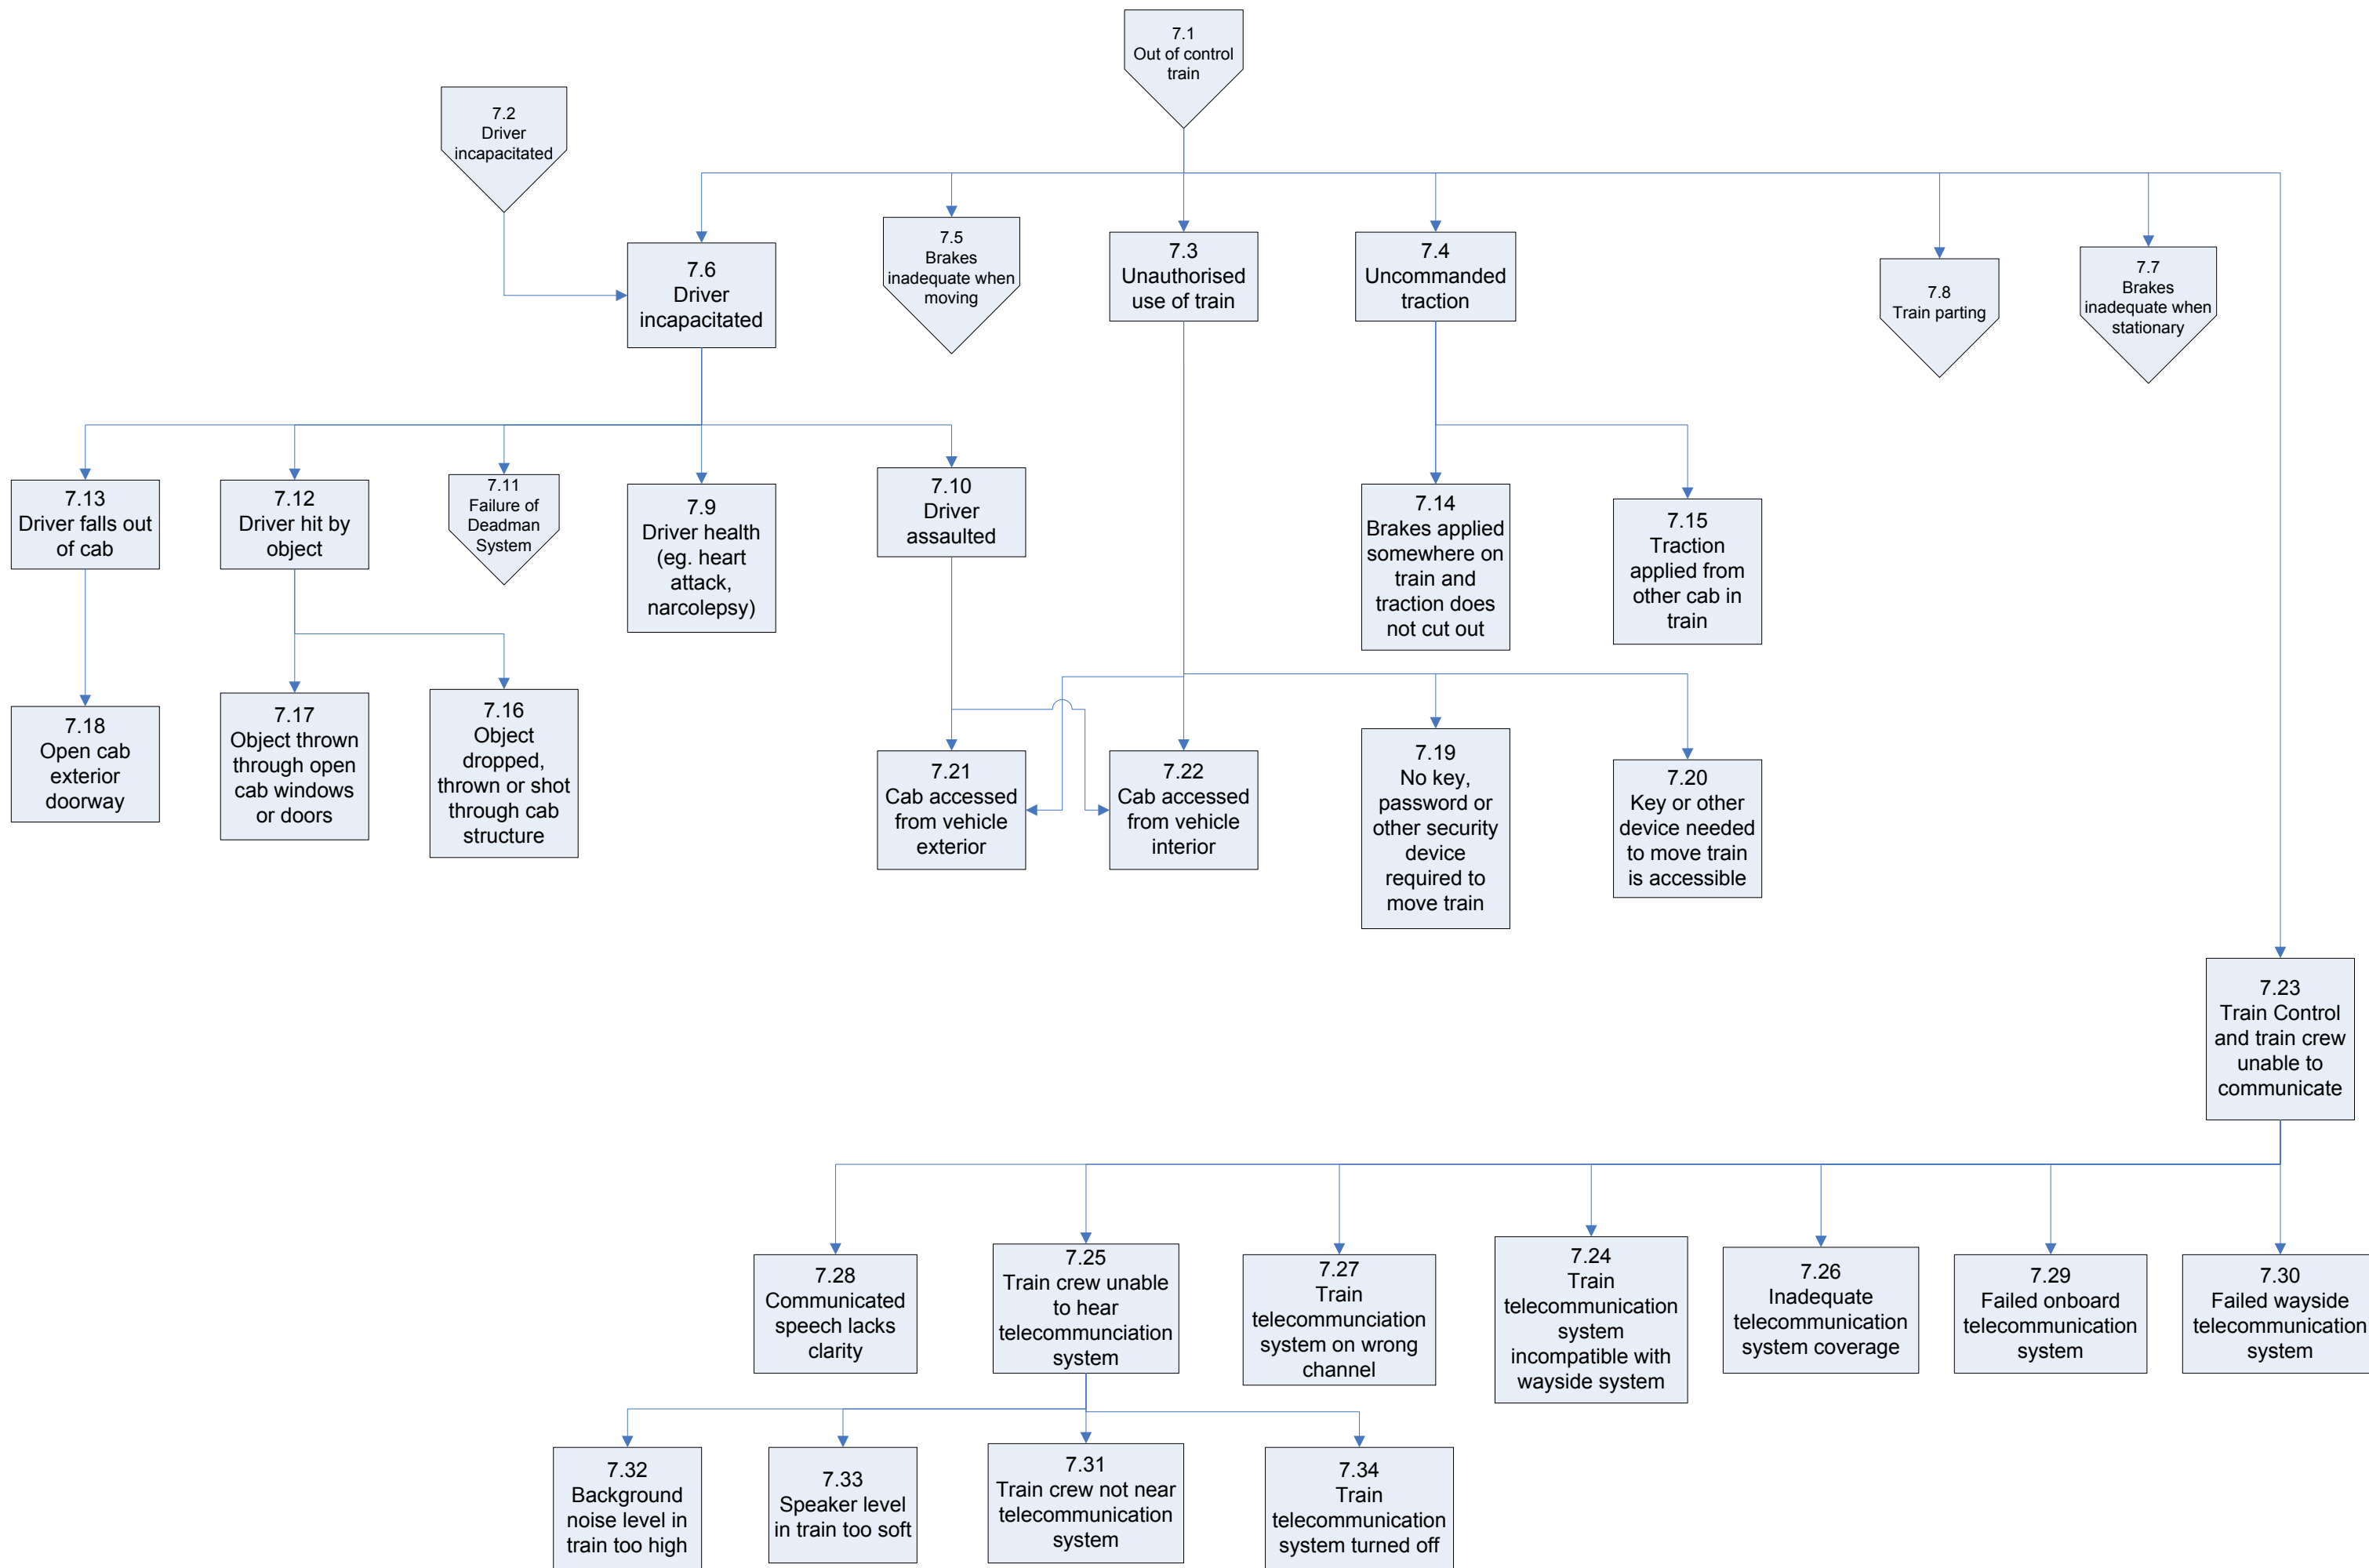 7.1
Out of control
train
7.2
Driver
incapacitated
7.6
Driver
incapacitated
7.5
Brakes
inadequate when
moving
7.3
Unauthorised
use of train
7.4
Uncommanded
traction
7.8
Train parting
7.7
Brakes
inadequate when
stationary
7.13
Driver falls out
of cab
7.12
Driver hit by
object
7.11
Failure of
Deadman
System
7.9
Driver health
(eg. heart
attack,
narcolepsy)
7.10
Driver
assaulted
7.14
Brakes applied
somewhere on
train and
traction does
not cut out
7.15
Traction
applied from
other cab in
train
7.18
Open cab
exterior
doorway
7.17
Object thrown
through open
cab windows
or doors
7.16
Object
dropped,
thrown or shot
through cab
structure
7.21
Cab accessed
from vehicle
exterior
7.22
Cab accessed
from vehicle
interior
7.19
No key,
password or
other security
device
required to
move train
7.20
Key or other
device needed
to move train
is accessible
7.23
Train Control
and train crew
unable to
communicate
7.28
Communicated
speech lacks
clarity
7.25
Train crew unable
to hear
telecommunciation
system
7.27
Train
telecommunciation
system on wrong
channel
7.24
Train
telecommunication
system
incompatible with
wayside system
7.26
Inadequate
telecommunication
system coverage
7.29
Failed onboard
telecommunication
system
7.30
Failed wayside
telecommunication
system
7.32
Background
noise level in
train too high
7.33
Speaker level
in train too soft
7.31
Train crew not near
telecommunication
system
7.34
Train
telecommunication
system turned off